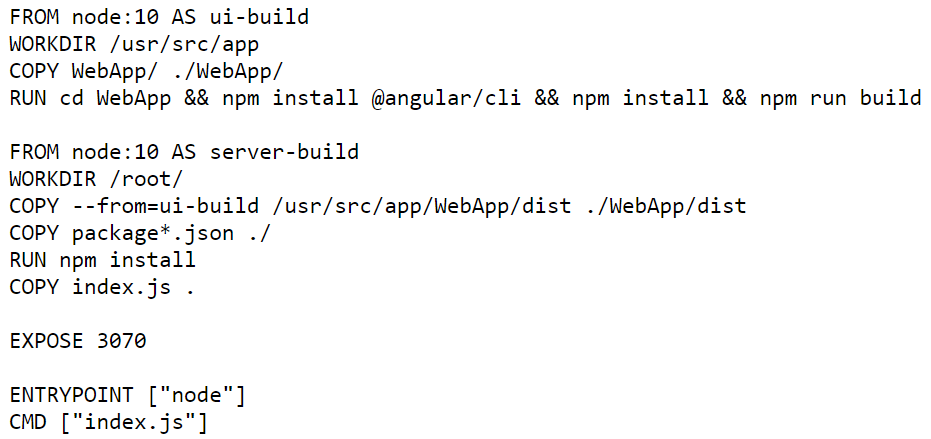 FROM node:10 AS ui-build
WORKDIR /usr/src/app
COPY WebApp/ ./WebApp/
RUN cd WebApp && npm install @angular/cli && npm install && npm run build
FROM node:10 AS server-build
WORKDIR /root/
COPY --from=ui-build /usr/src/app/WebApp/dist ./WebApp/dist
COPY package*.json ./
RUN npm install
COPY index.js .
EXPOSE 3070
ENTRYPOINT ["node"]
CMD ["index.js"]